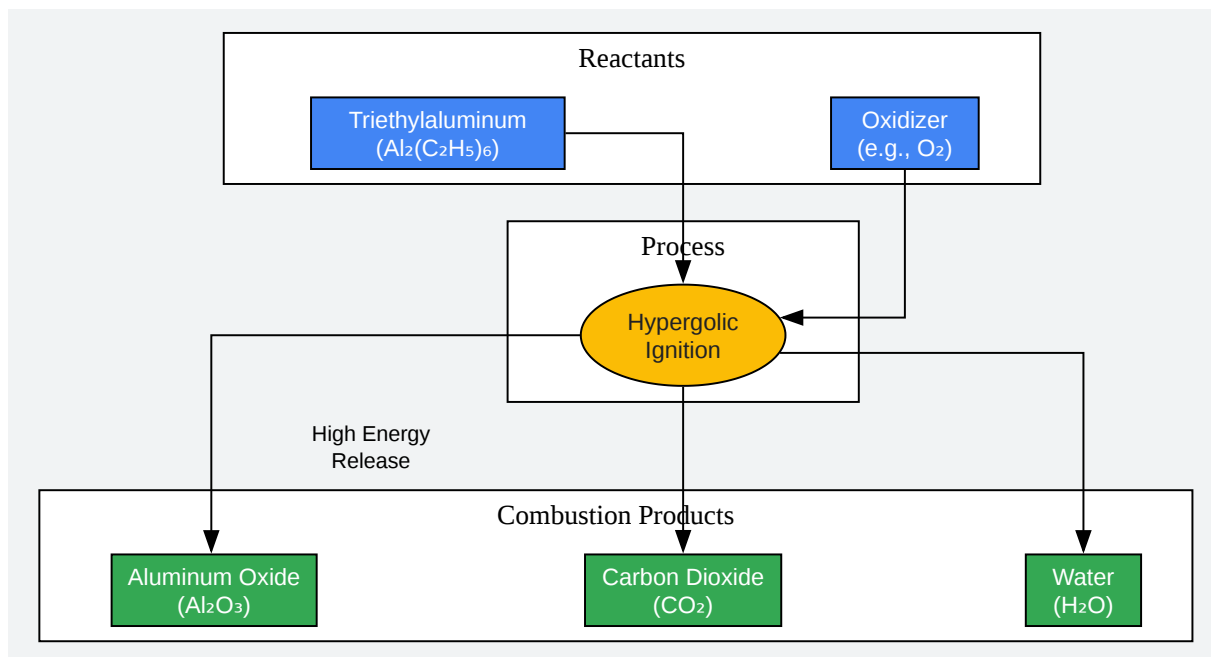 Reactants
Triethylaluminum
(Al₂(C₂H₅)₆)
Oxidizer
(e.g., O₂)
Process
Hypergolic
Ignition
High Energy
Release
Combustion Products
Aluminum Oxide
(Al₂O₃)
Carbon Dioxide
(CO₂)
Water
(H₂O)